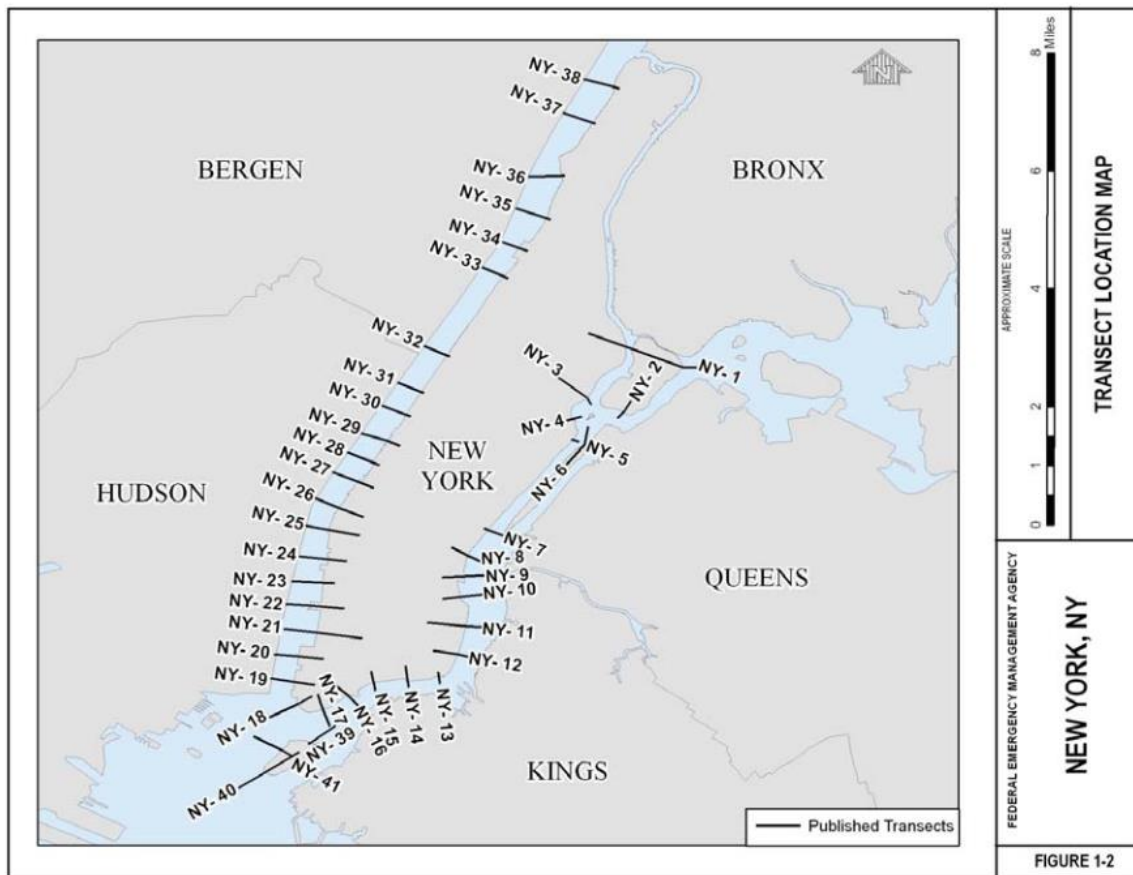 BERGEN
BRONX
HUDSON
NEW
YORK
QUEENS
KINGS
NY- 38
NY- 37
NY- 36
NY- 35
NY- 34
NY- 33
NY- 32
NY- 31
NY- 30
NY- 29
NY- 28
NY- 27
NY- 26
NY- 25
NY- 24
NY- 23
NY- 22
NY- 21
NY- 20
NY- 19
NY- 18
NY- 17
NY- 16
NY- 15
NY- 14
NY- 13
NY- 12
NY- 11
NY- 10
NY- 9
NY- 8
NY- 7
NY- 6
NY- 5
NY- 4
NY- 3
NY- 2
NY- 1
NY- 39
NY- 40
NY- 41
N
Published Transects
APPROXIMATE SCALE
0 1 2 4 6 8 Miles
TRANSECT LOCATION MAP
FEDERAL EMERGENCY MANAGEMENT AGENCY
NEW YORK, NY
FIGURE 1-2